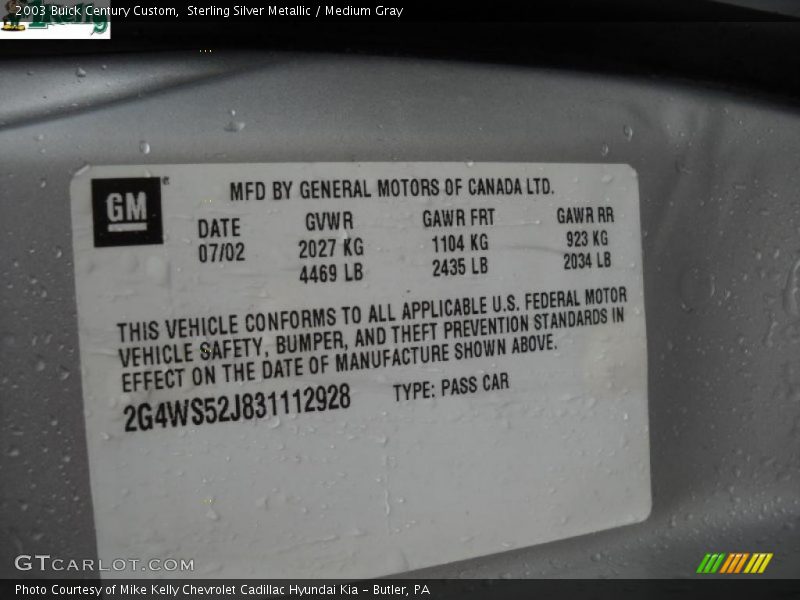 2003 Buick Century Custom,  Sterling Silver Metallic / Medium Gray
GM
MFD BY GENERAL MOTORS OF CANADA LTD.
DATE GVWR GAWR FRT GAWR RR
07/02 2027 KG 1104 KG 923 KG
4469 LB 2435 LB 2034 LB
THIS VEHICLE CONFORMS TO ALL APPLICABLE U.S. FEDERAL MOTOR
VEHICLE SAFETY, BUMPER, AND THEFT PREVENTION STANDARDS IN
EFFECT ON THE DATE OF MANUFACTURE SHOWN ABOVE.
2G4WS52J831112928 TYPE: PASS CAR
GTCARLOT.COM
Photo Courtesy of Mike Kelly Chevrolet Cadillac Hyundai Kia – Butler, PA